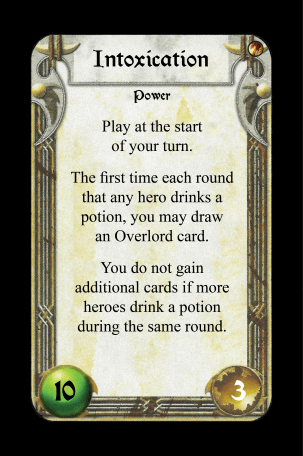 Intoxication
Power
Play at the start
of your turn.
The first time each round
that any hero drinks a
potion, you may draw
an Overlord card.
You do not gain
additional cards if more
heroes drink a potion
during the same round.
10
3